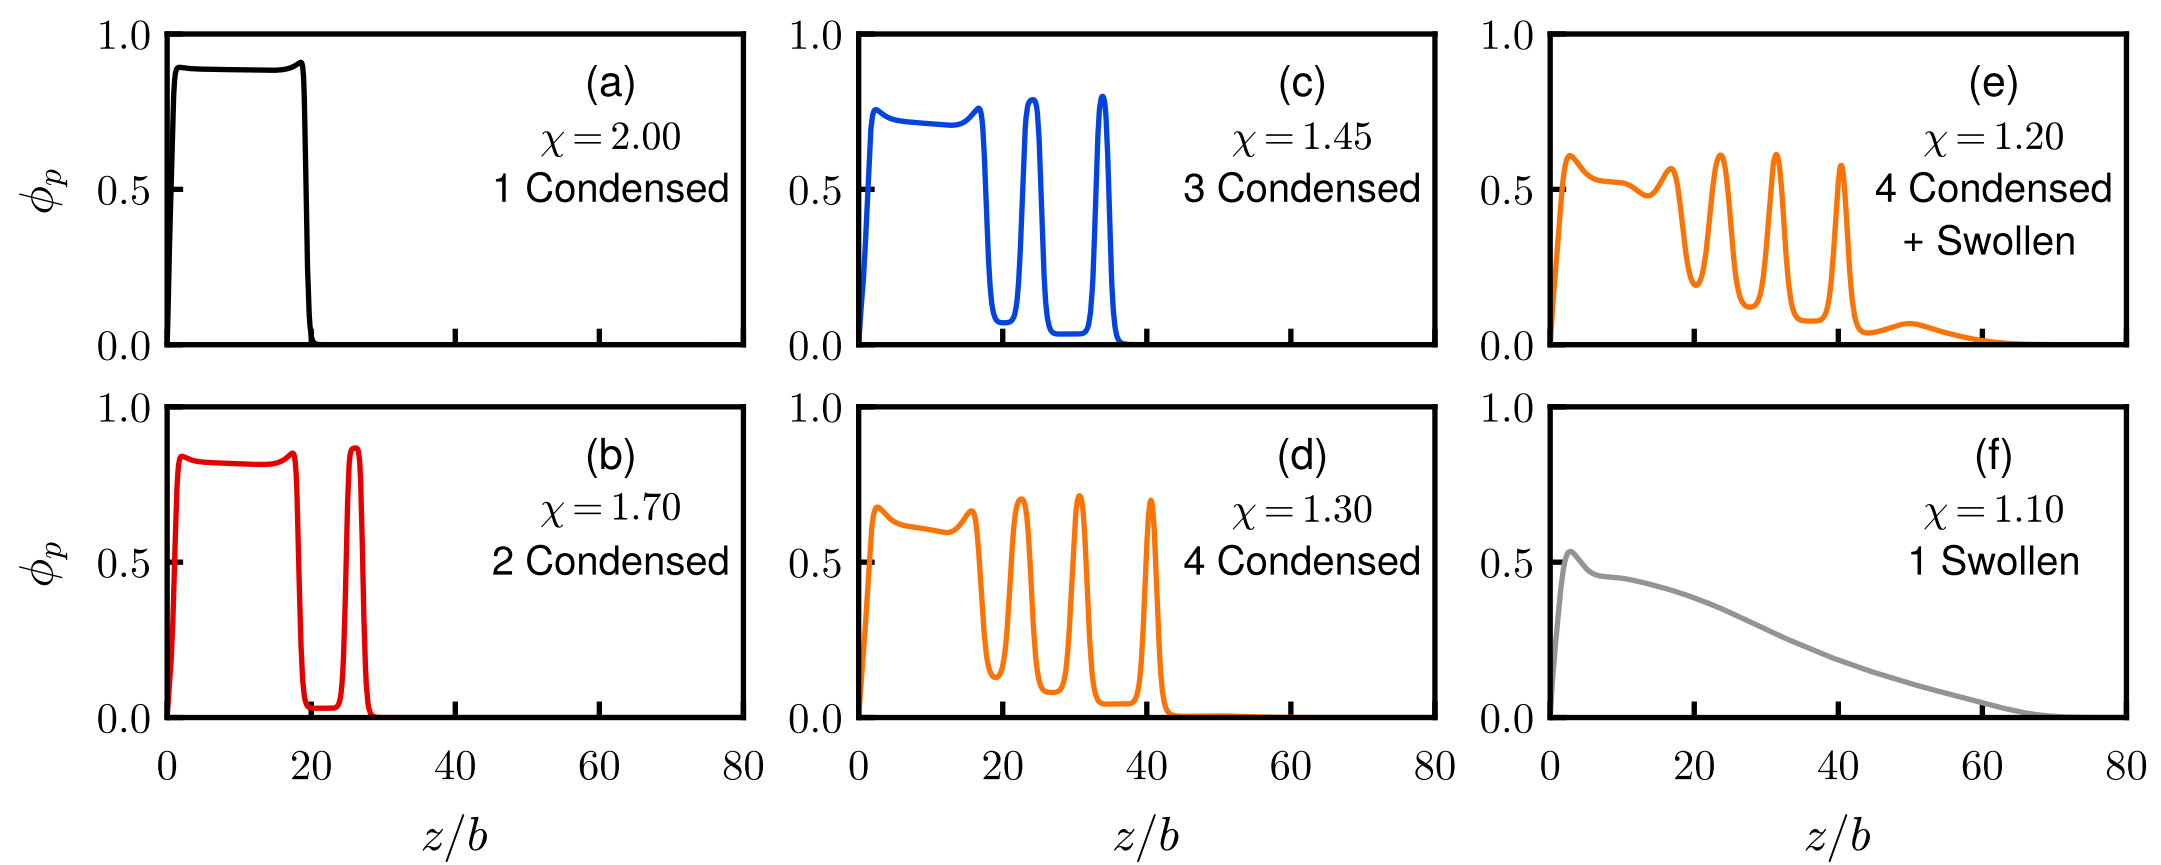 1.0
(a)
χ = 2.00
1 Condensed
0.5
ϕ_p
0.0
1.0
(c)
χ = 1.45
3 Condensed
0.5
0.0
1.0
(e)
χ = 1.20
4 Condensed
+ Swollen
0.5
0.0
1.0
(b)
χ = 1.70
2 Condensed
0.5
ϕ_p
0.0
0 20 40 60 80
z/b
1.0
(d)
χ = 1.30
4 Condensed
0.5
0.0
0 20 40 60 80
z/b
1.0
(f)
χ = 1.10
1 Swollen
0.5
0.0
0 20 40 60 80
z/b